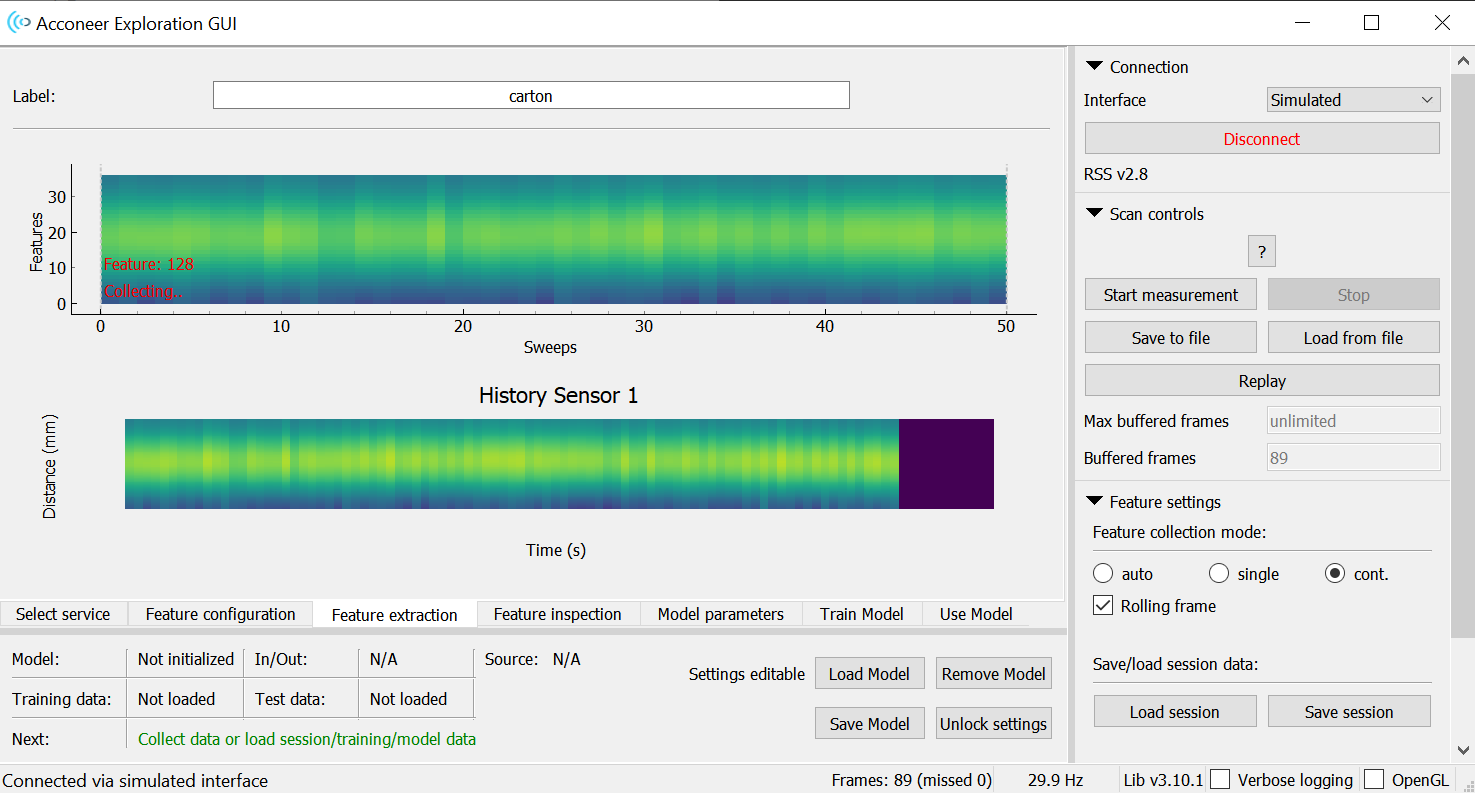 Acconeer Exploration GUI
Label:
carton
Features
30
20
10
0
Feature: 128
Collecting..
0 10 20 30 40 50
Sweeps
History Sensor 1
Distance (mm)
Time (s)
Select service Feature configuration Feature extraction Feature inspection Model parameters Train Model Use Model
Model: Not initialized In/Out: N/A Source: N/A
Training data: Not loaded Test data: Not loaded
Next: Collect data or load session/training/model data
Settings editable Load Model Remove Model
Save Model Unlock settings
Connection
Interface Simulated
Disconnect
RSS v2.8
Scan controls
?
Start measurement Stop
Save to file Load from file
Replay
Max buffered frames unlimited
Buffered frames 89
Feature settings
Feature collection mode:
auto single cont.
Rolling frame
Save/load session data:
Load session Save session
Connected via simulated interface Frames: 89 (missed 0) 29.9 Hz Lib v3.10.1 Verbose logging OpenGL